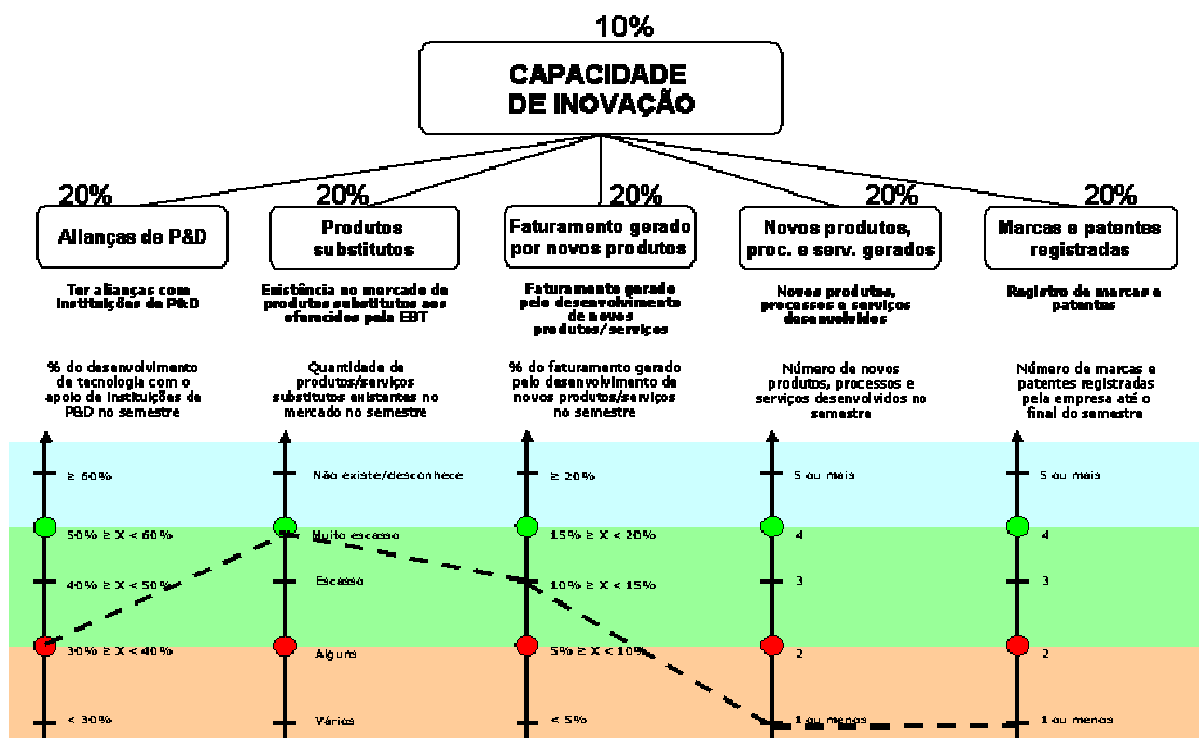 10%
CAPACIDADE
DE INOVAÇÃO
20%
Alianças de P&D
Ter alianças com
instituições de P&D
% do desenvolvimento
de tecnologia com o
apoio de instituições de
P&D no semestre
≥ 60%
50% ≥ X < 60%
40% ≥ X < 50%
30% ≥ X < 40%
< 30%
20%
Produtos
substitutos
Existência no mercado de
produtos substitutos aos
oferecidos pela EBT
Quantidade de
produtos/serviços
substitutos existentes no
mercado no semestre
Não existe/desconhece
Muito escasso
Escasso
Alguns
Vários
20%
Faturamento gerado
por novos produtos
Faturamento gerado
pelo desenvolvimento
de novos
produtos/serviços
% do faturamento gerado
pelo desenvolvimento de
novos produtos/serviços
no semestre
≥ 20%
15% ≥ X < 20%
10% ≥ X < 15%
5% ≥ X < 10%
< 5%
20%
Novos produtos,
proc. e serv. gerados
Novos produtos,
processos e serviços
desenvolvidos
Número de novos
produtos, processos e
serviços desenvolvidos no
semestre
5 ou mais
4
3
2
1 ou menos
20%
Marcas e patentes
registradas
Registro de marcas e
patentes
Número de marcas e
patentes registradas
pela empresa até o
final do semestre
5 ou mais
4
3
2
1 ou menos